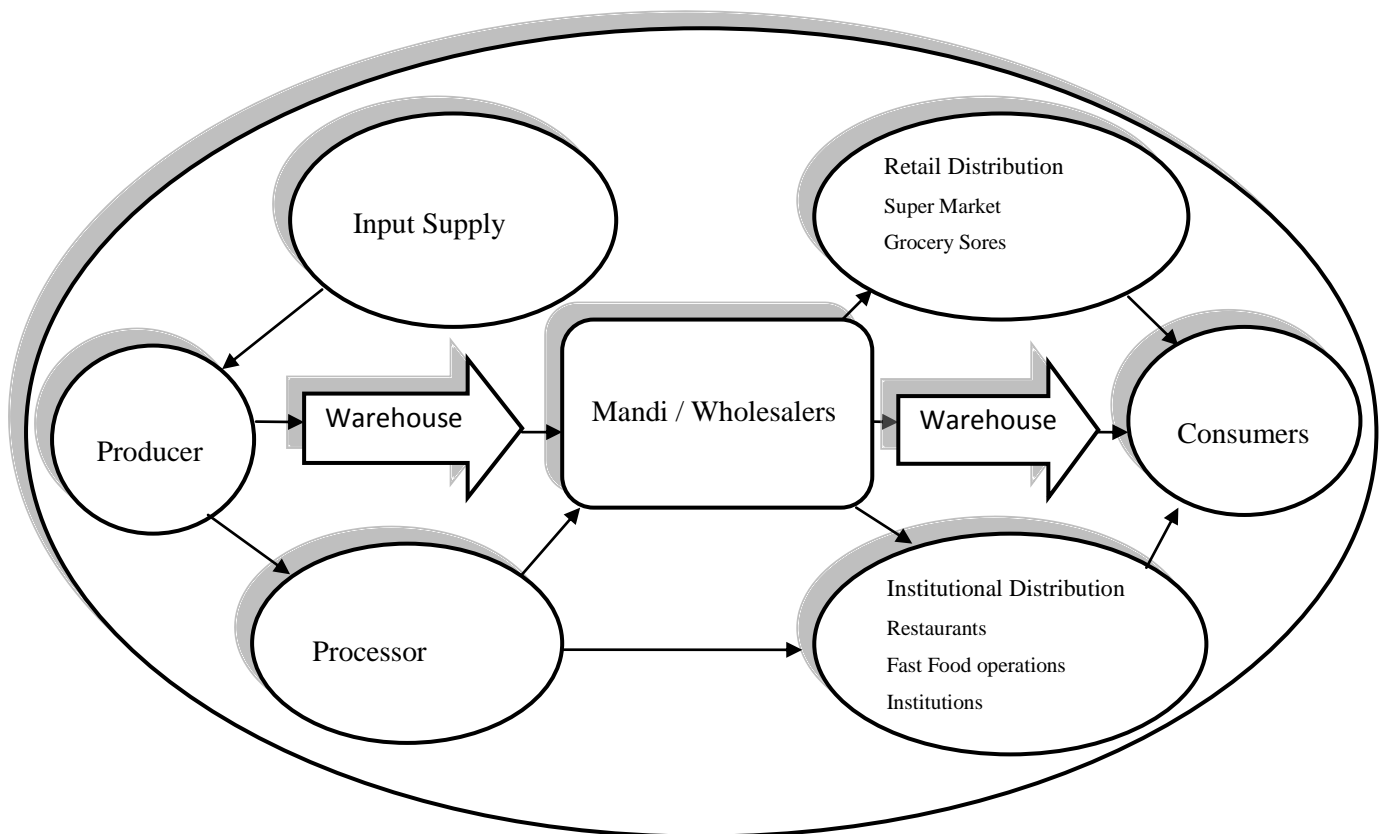 Input Supply
Retail Distribution
Super Market
Grocery Sores
Producer
Warehouse
Mandi / Wholesalers
Warehouse
Consumers
Processor
Institutional Distribution
Restaurants
Fast Food operations
Institutions